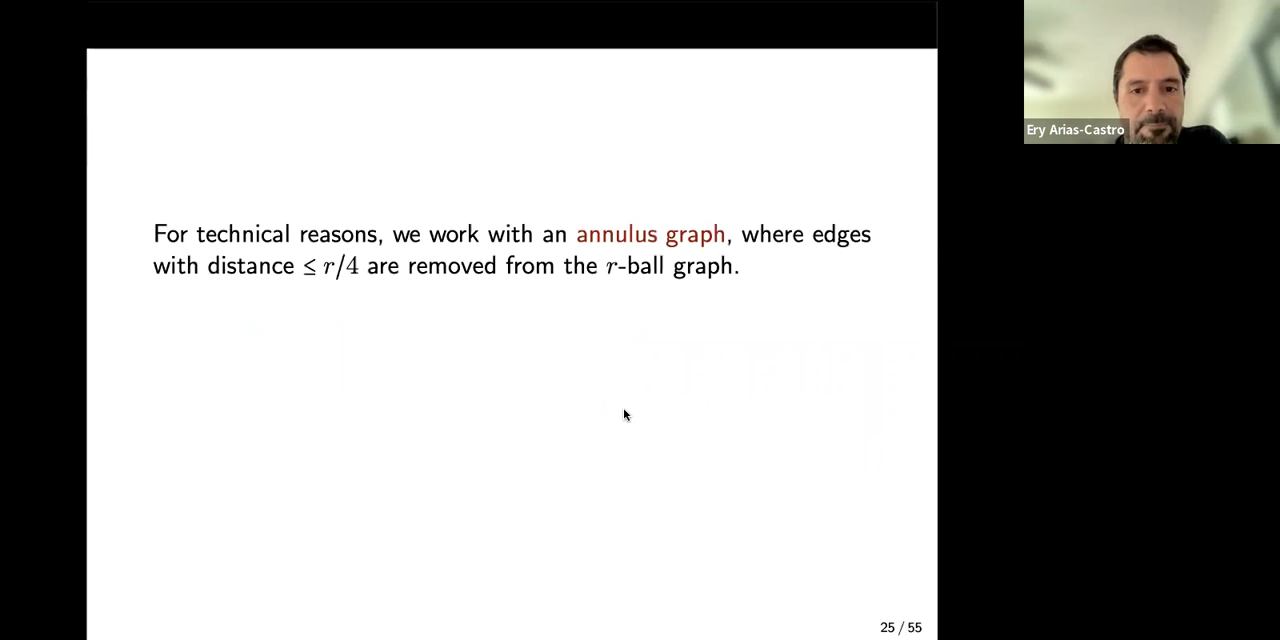 For technical reasons, we work with an annulus graph, where edges
with distance ≤ r/4 are removed from the r-ball graph.
Ery Arias-Castro
25 / 55